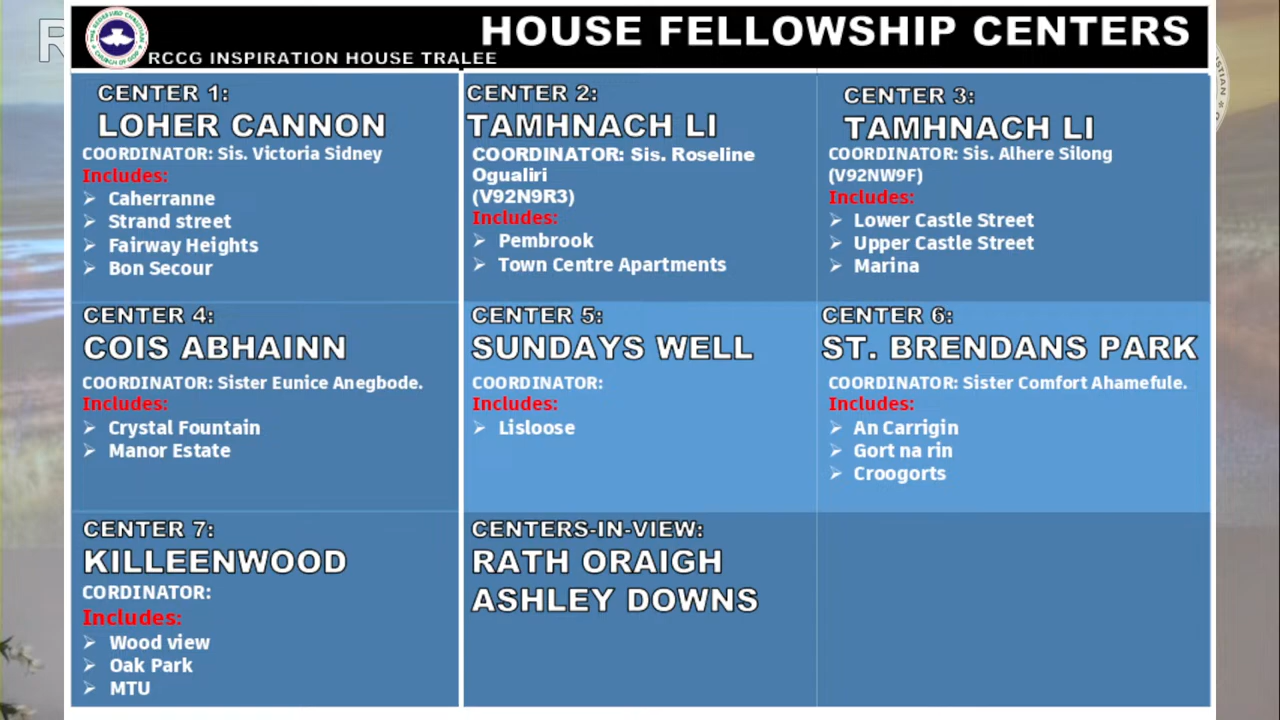 HOUSE FELLOWSHIP CENTERS
RCCG INSPIRATION HOUSE TRALEE
CENTER 1:
LOHER CANNON
COORDINATOR: Sis. Victoria Sidney
Includes:
Caherranne
Strand street
Fairway Heights
Bon Secour
CENTER 2:
TAMHNACH LI
COORDINATOR: Sis. Roseline
Ogualiri
(V92N9R3)
Includes:
Pembrook
Town Centre Apartments
CENTER 3:
TAMHNACH LI
COORDINATOR: Sis. Alhere Silong
(V92NW9F)
Includes:
Lower Castle Street
Upper Castle Street
Marina
CENTER 4:
COIS ABHAINN
COORDINATOR: Sister Eunice Anegbode.
Includes:
Crystal Fountain
Manor Estate
CENTER 5:
SUNDAYS WELL
COORDINATOR:
Includes:
Lisloose
CENTER 6:
ST. BRENDANS PARK
COORDINATOR: Sister Comfort Ahamefule.
Includes:
An Carrigin
Gort na rin
Croogorts
CENTER 7:
KILLEENWOOD
CORDINATOR:
Includes:
Wood view
Oak Park
MTU
CENTERS-IN-VIEW:
RATH ORAIGH
ASHLEY DOWNS